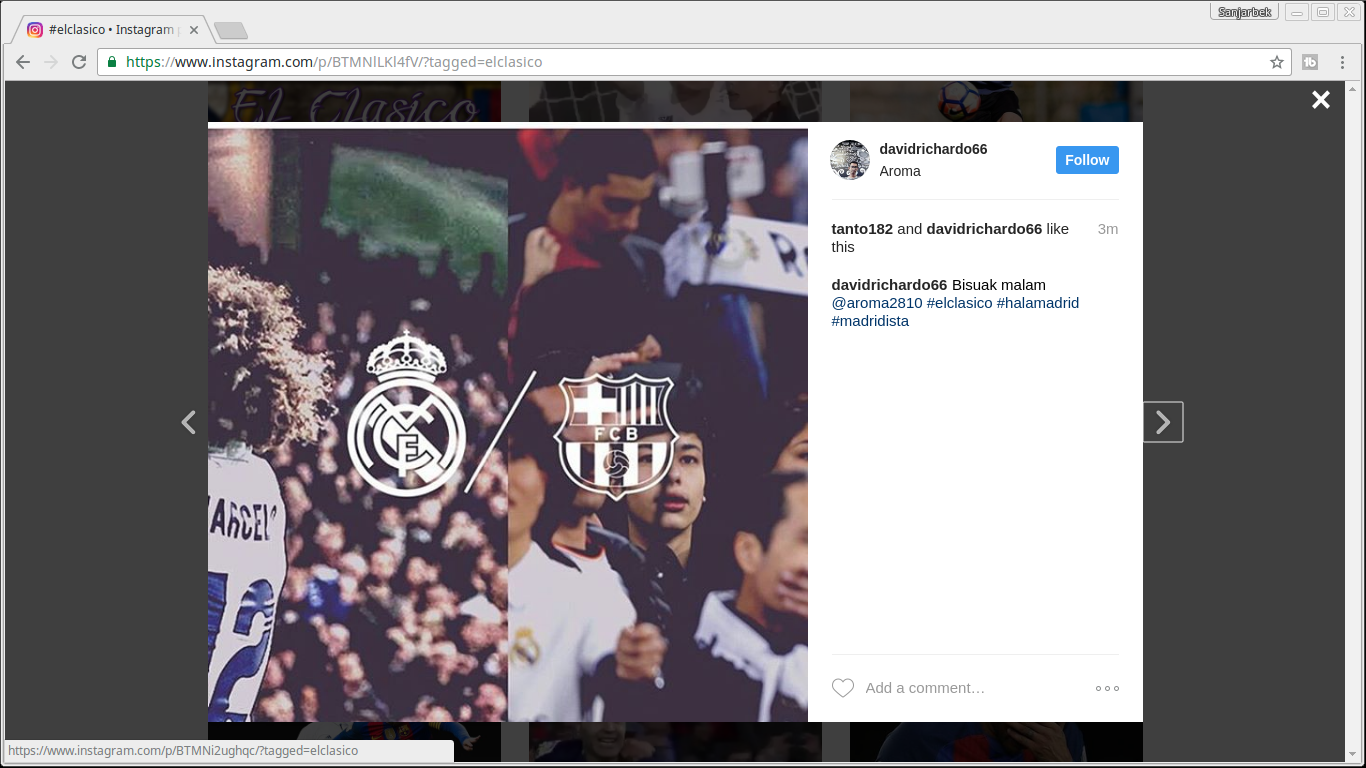 Sanjarbek
#elclasico • Instagram
https://www.instagram.com/p/BTMNlLKl4fV/?tagged=elclasico
El Clasico
davidrichardo66
Aroma
Follow
tanto182 and davidrichardo66 like this
3m
davidrichardo66 Bisuak malam
@aroma2810 #elclasico #halamadrid
#madridista
FCB
ARCEL
12
Add a comment…
https://www.instagram.com/p/BTMNi2ughqc/?tagged=elclasico